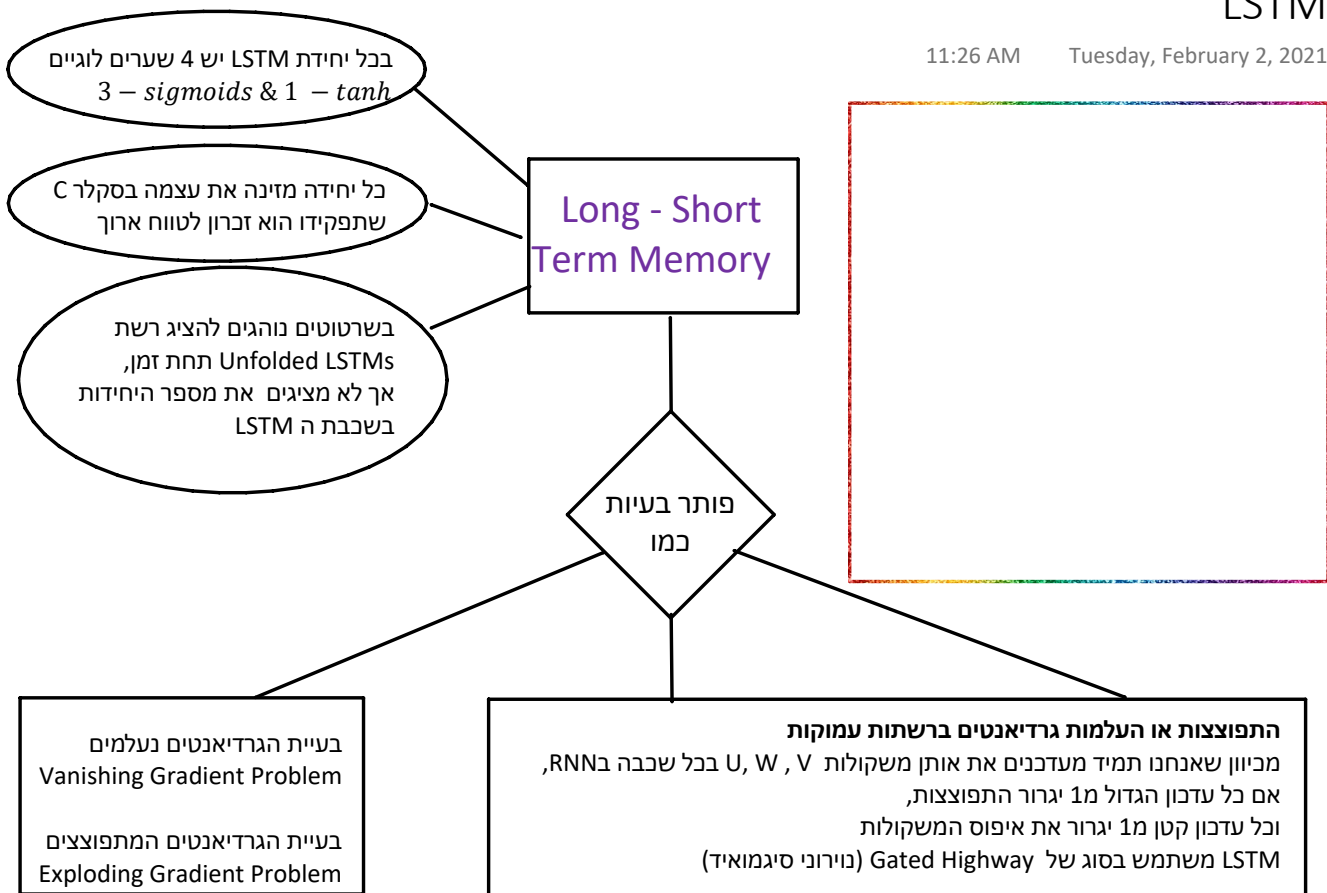 LSTM
11:26 AM Tuesday, February 2, 2021
בכל יחידת LSTM יש 4 שערים לוגיים
3 − sigmoids & 1 − tanh
כל יחידה מזינה את עצמה בסקלר C
שתפקידו הוא זכרון לטווח ארוך
בשרטוטים נוהגים להציג רשת
Unfolded LSTMs תחת זמן,
אך לא מציגים את מספר היחידות
בשכבת ה LSTM
Long - Short
Term Memory
פותר בעיות
כמו
התפוצצות או העלמות גרדיאנטים ברשתות עמוקות
מכיוון שאנחנו תמיד מעדכנים את אותן משקולות U, W , V בכל שכבה בRNN,
אם כל עדכון הגדול מ1 יגרור התפוצצות,
וכל עדכון קטן מ1 יגרור את איפוס המשקולות
LSTM משתמש בסוג של Gated Highway (נוירוני סיגמואיד)
בעיית הגרדיאנטים נעלמים
Vanishing Gradient Problem
בעיית הגרדיאנטים המתפוצצים
Exploding Gradient Problem